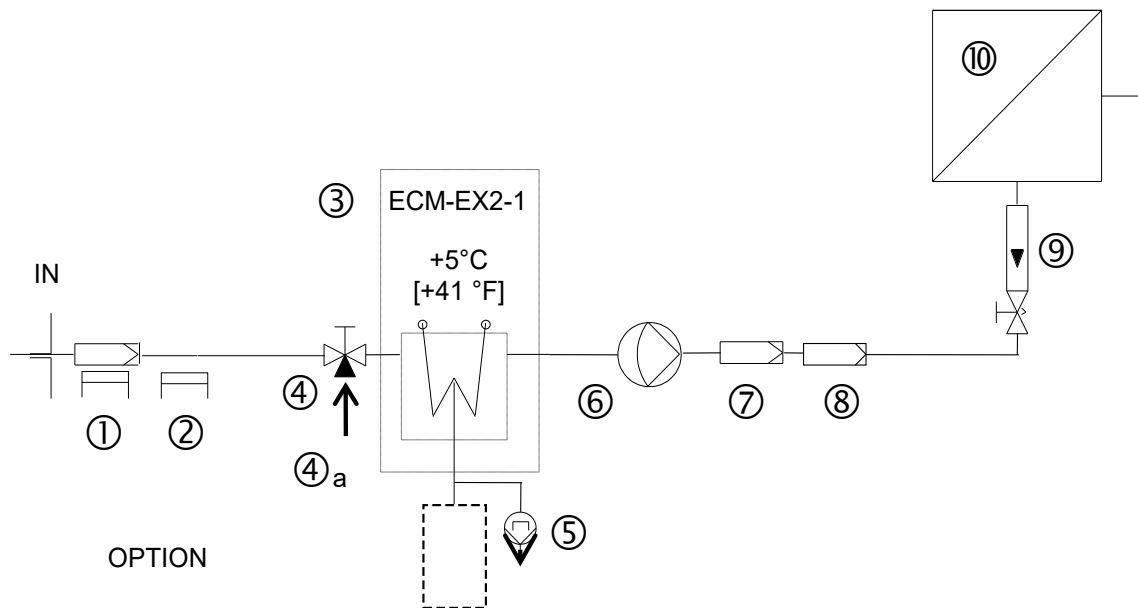 ⑩
③ ECM-EX2-1
+5°C
[+41 °F]
⑨
IN
④
①
②
⑥
⑦
⑧
④a
⑤
OPTION